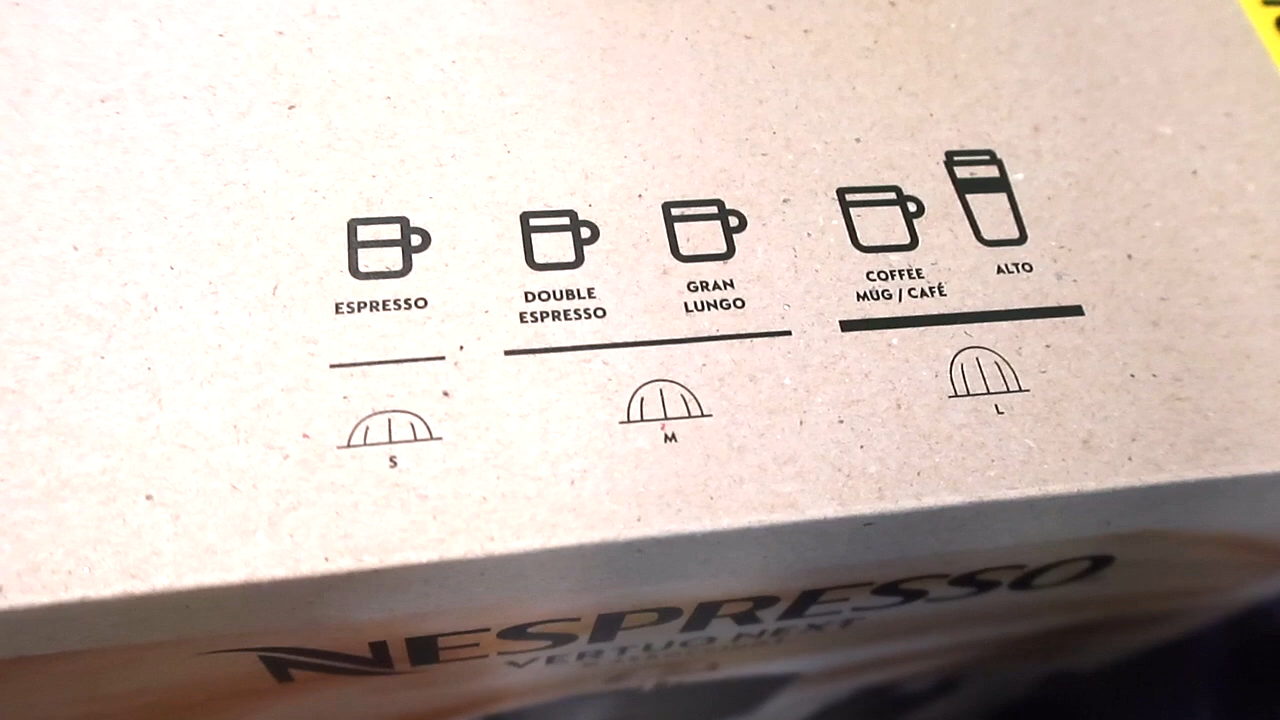 ESPRESSO
DOUBLE
ESPRESSO
GRAN
LUNGO
COFFEE
MUG / CAFÉ
ALTO
S
M
L
NESPRESSO
VERTUO NEXT